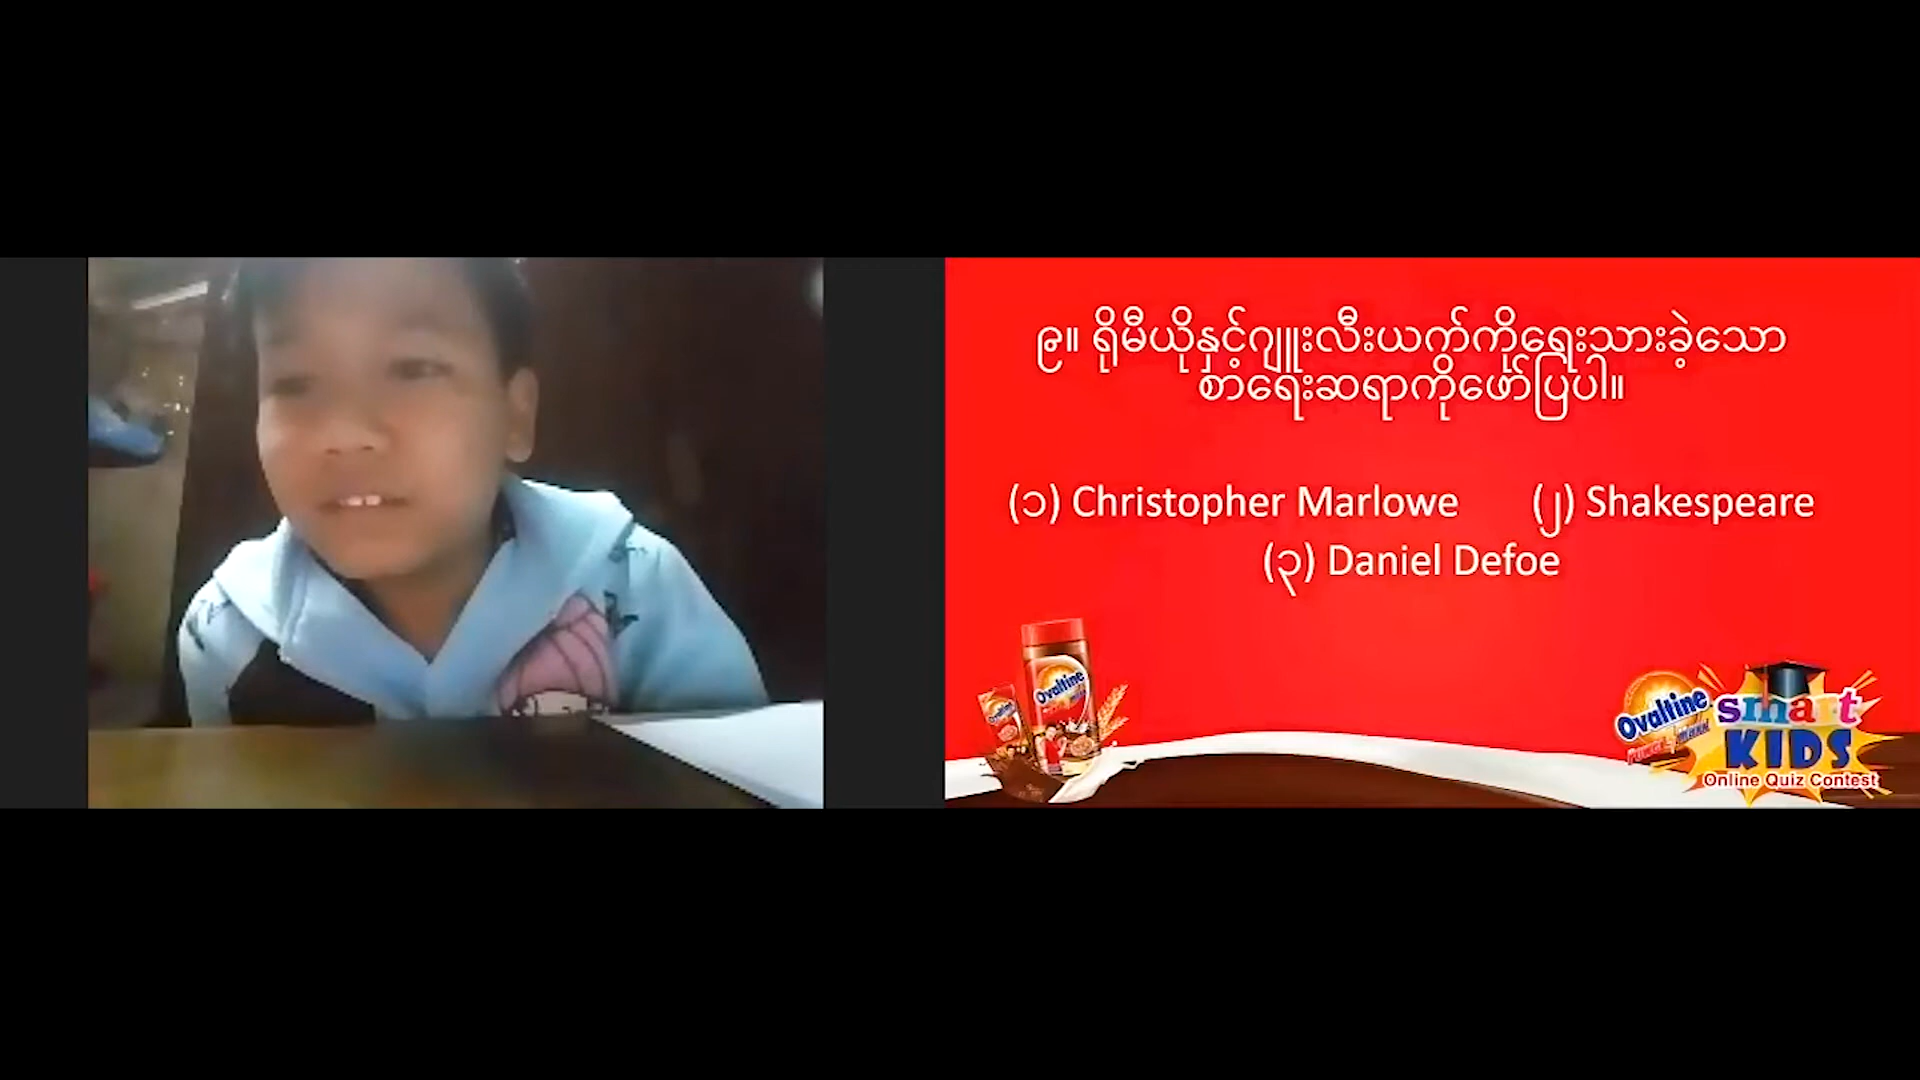 ၉။ ရိုမီယိုနှင့်ဂျူးလီးယက်ကိုရေးသားခဲ့သော
စာရေးဆရာကိုဖော်ပြပါ။
(၁) Christopher Marlowe (၂) Shakespeare
(၃) Daniel Defoe
Ovaltine
Ovaltine
Ovaltine
smart
KIDS
Online Quiz Contest